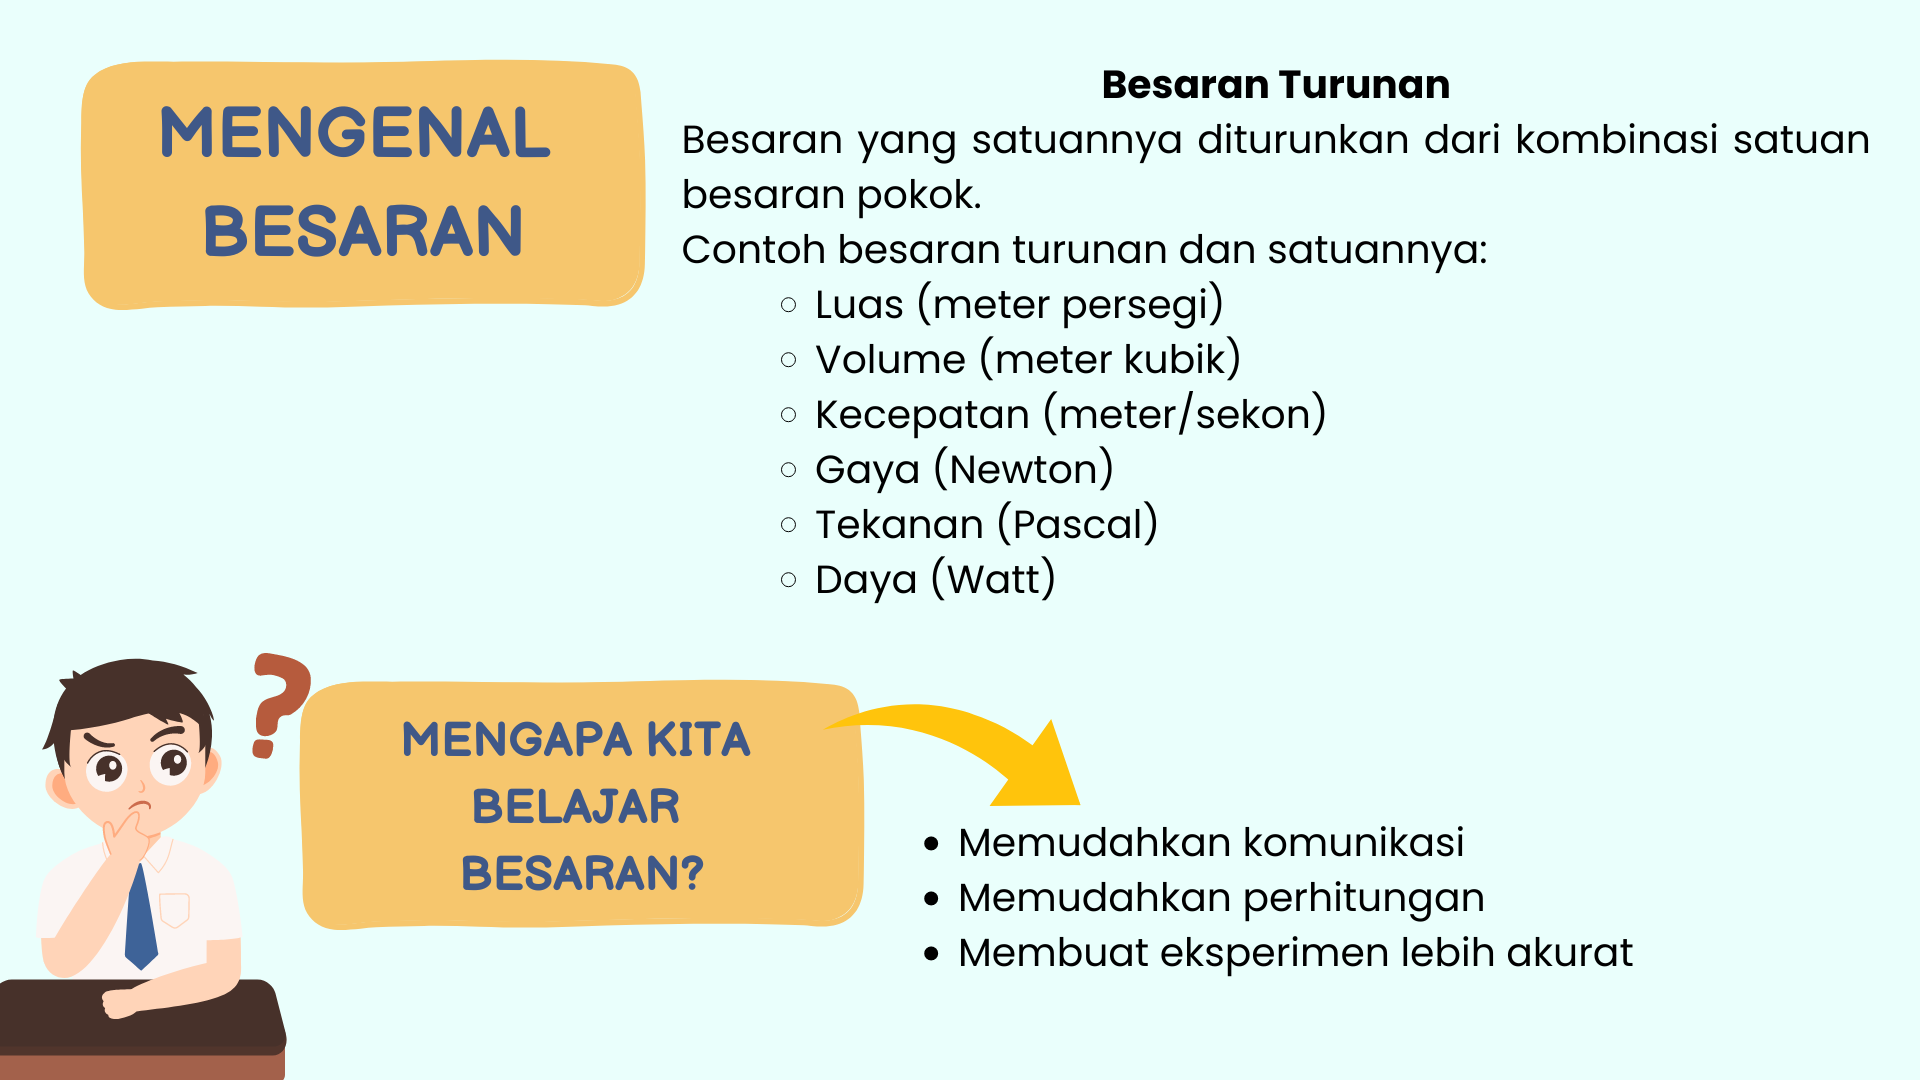 MENGENAL
BESARAN
Besaran Turunan
Besaran yang satuannya diturunkan dari kombinasi satuan
besaran pokok.
Contoh besaran turunan dan satuannya:
Luas (meter persegi)
Volume (meter kubik)
Kecepatan (meter/sekon)
Gaya (Newton)
Tekanan (Pascal)
Daya (Watt)
?
MENGAPA KITA
BELAJAR
BESARAN?
Memudahkan komunikasi
Memudahkan perhitungan
Membuat eksperimen lebih akurat